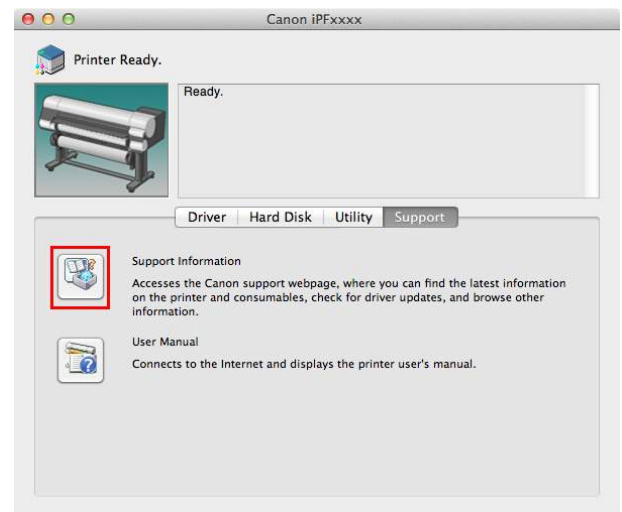 Canon iPFxxxx
Printer Ready.
Ready.
Driver Hard Disk Utility Support
Support Information
Accesses the Canon support webpage, where you can find the latest information
on the printer and consumables, check for driver updates, and browse other
information.
User Manual
Connects to the Internet and displays the printer user's manual.